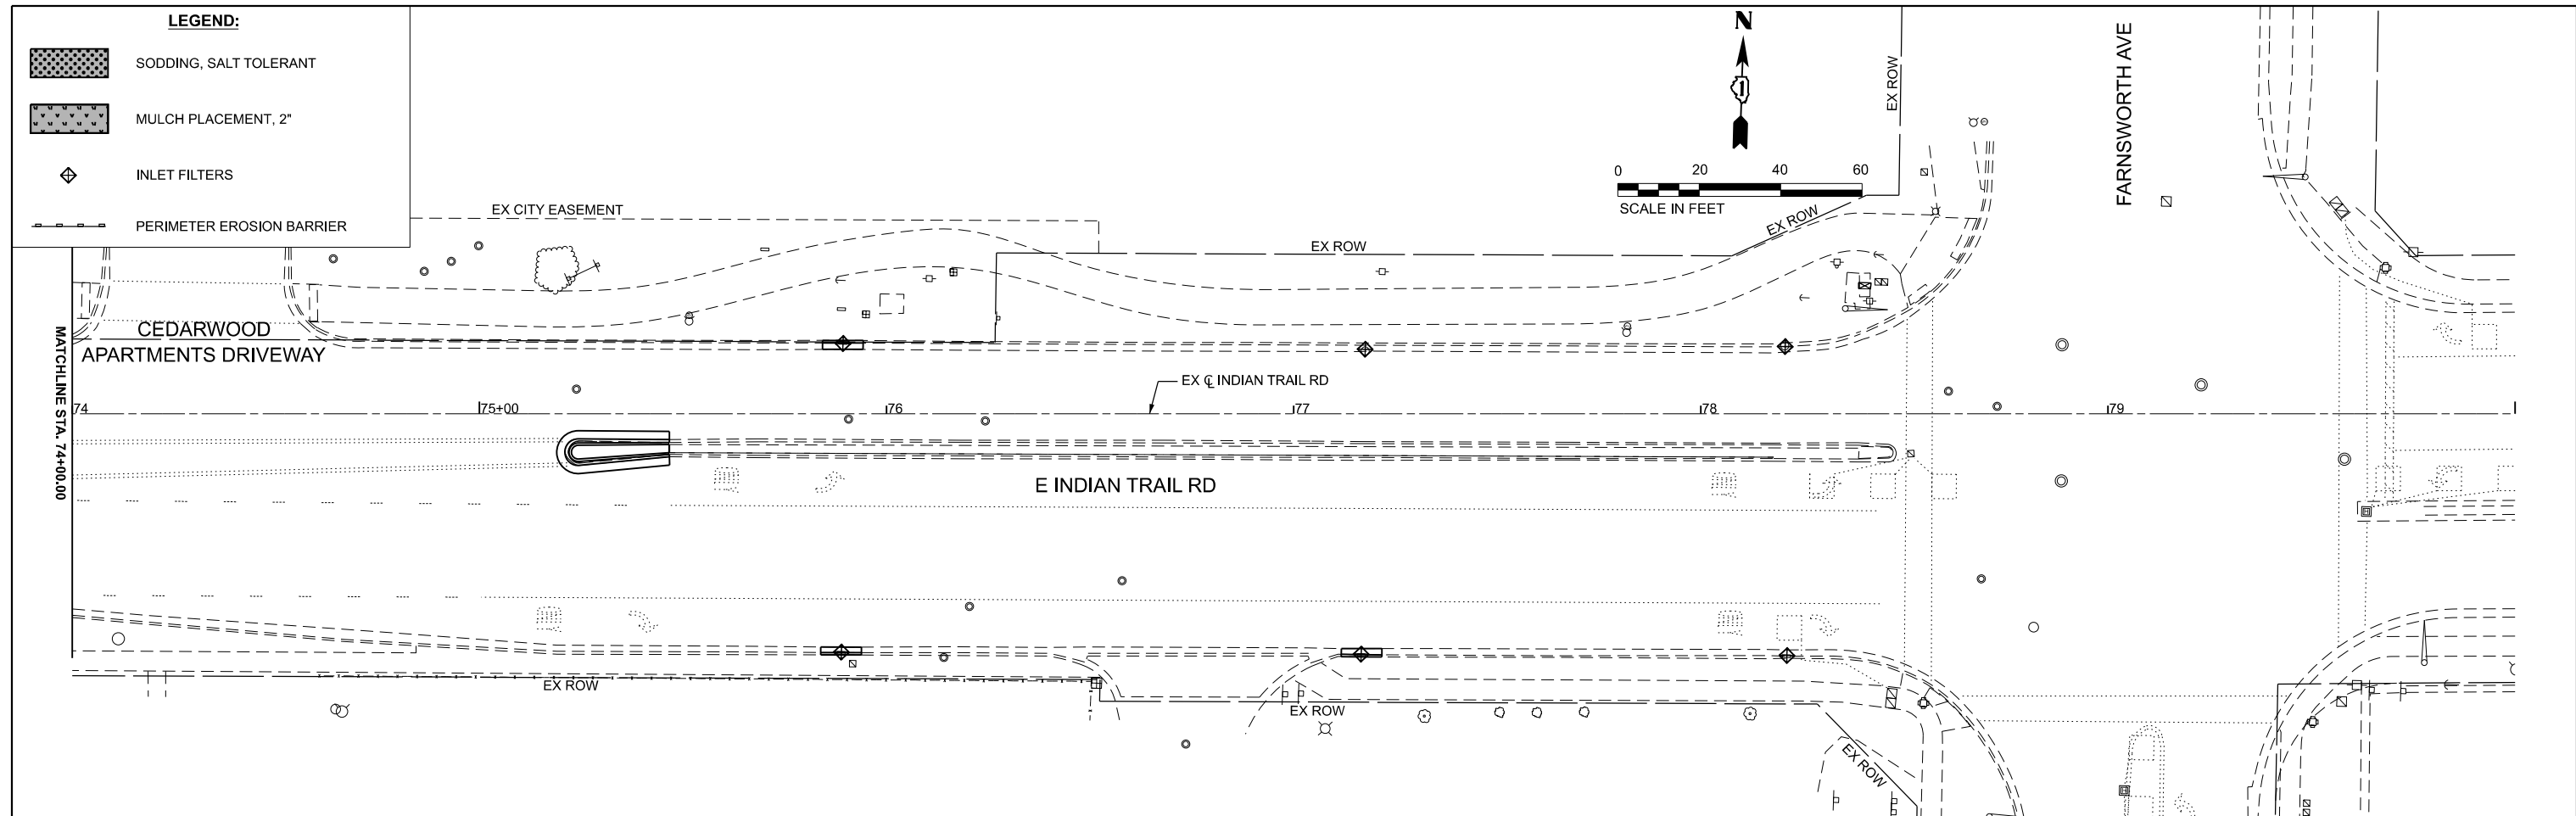 LEGEND:
SODDING, SALT TOLERANT
MULCH PLACEMENT, 2"
INLET FILTERS
PERIMETER EROSION BARRIER
N
1
0 20 40 60
SCALE IN FEET
EX ROW
FARNSWORTH AVE
EX CITY EASEMENT
EX ROW
EX ROW
CEDARWOOD
APARTMENTS DRIVEWAY
MATCHLINE STA. 74+00.00
EX ℄ INDIAN TRAIL RD
74 75+00 76 77 78 79
E INDIAN TRAIL RD
EX ROW
EX ROW
EX ROW